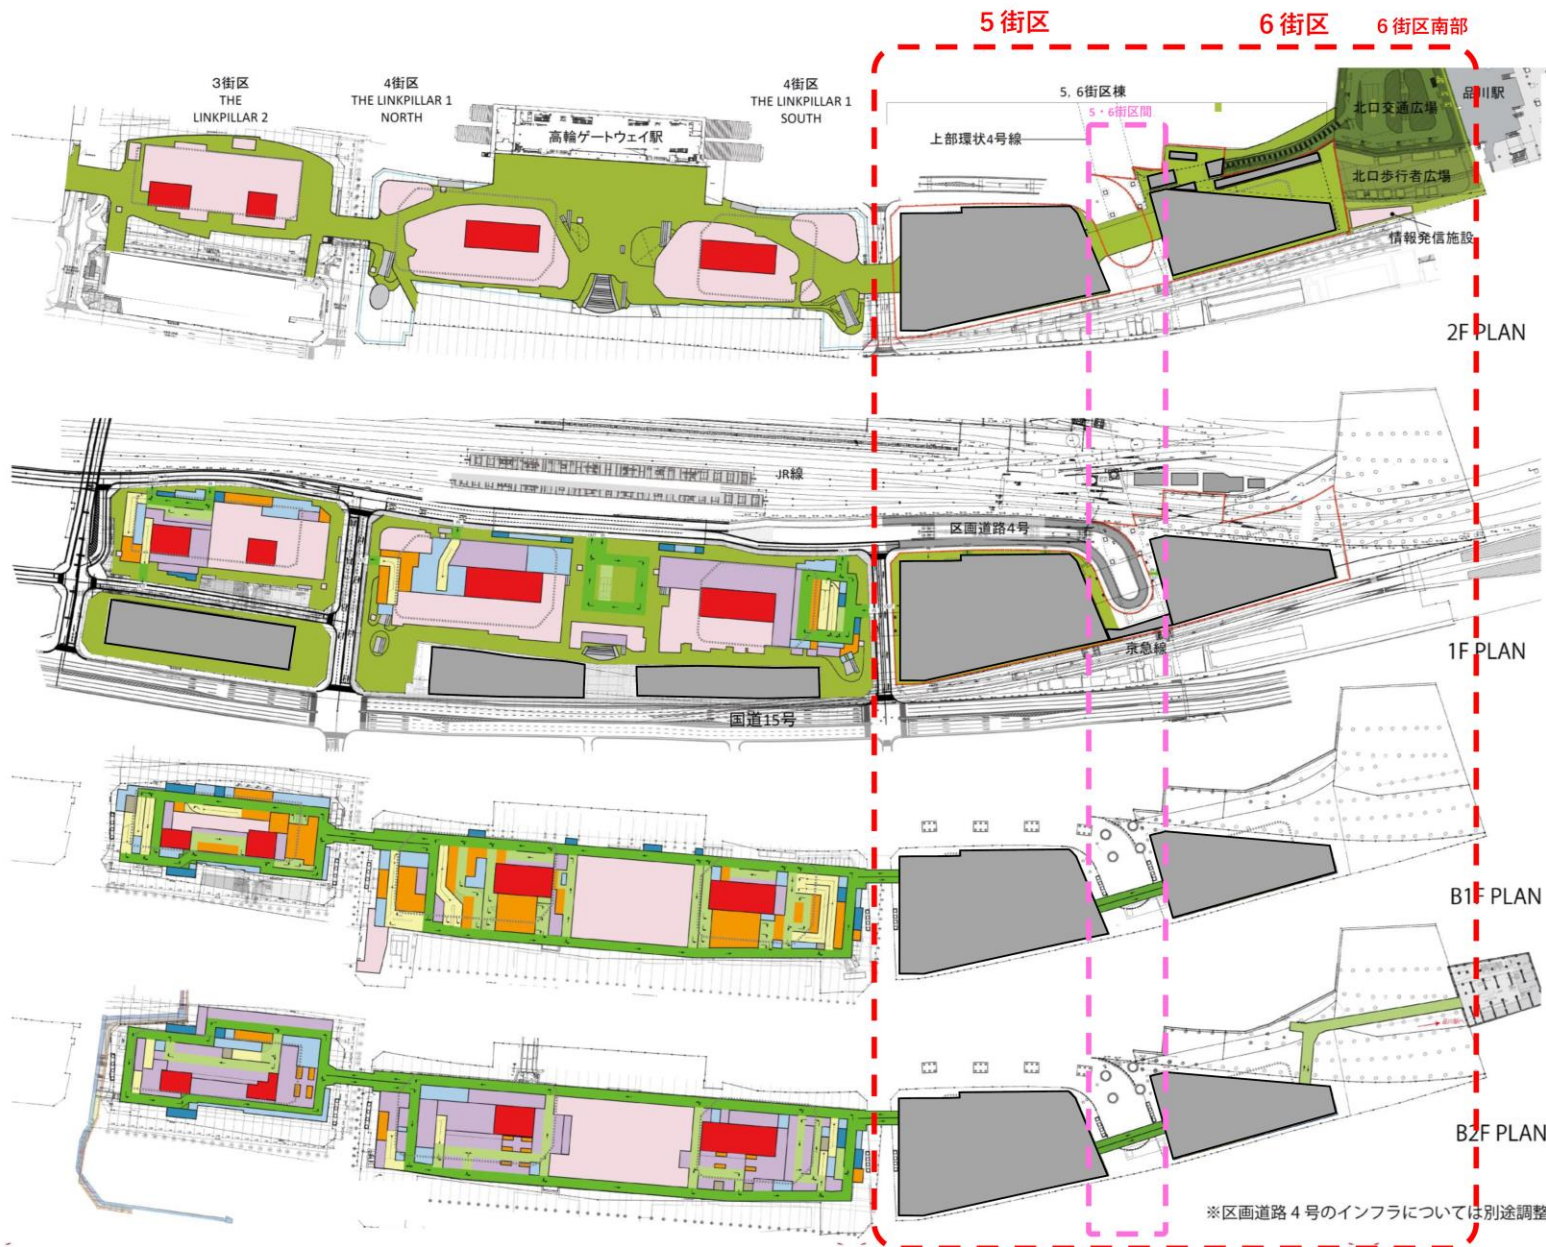 5街区
6街区
6街区南部
3街区
THE
LINKPILLAR 2
4街区
THE LINKPILLAR 1
NORTH
高輪ゲートウェイ駅
4街区
THE LINKPILLAR 1
SOUTH
5, 6街区棟
5・6街区間
上部環状4号線
北口交通広場
品川駅
北口歩行者広場
情報発信施設
2F PLAN
JR線
区画道路4号
京急線
1F PLAN
国道15号
B1F PLAN
B2F PLAN
※区画道路4号のインフラについては別途調整